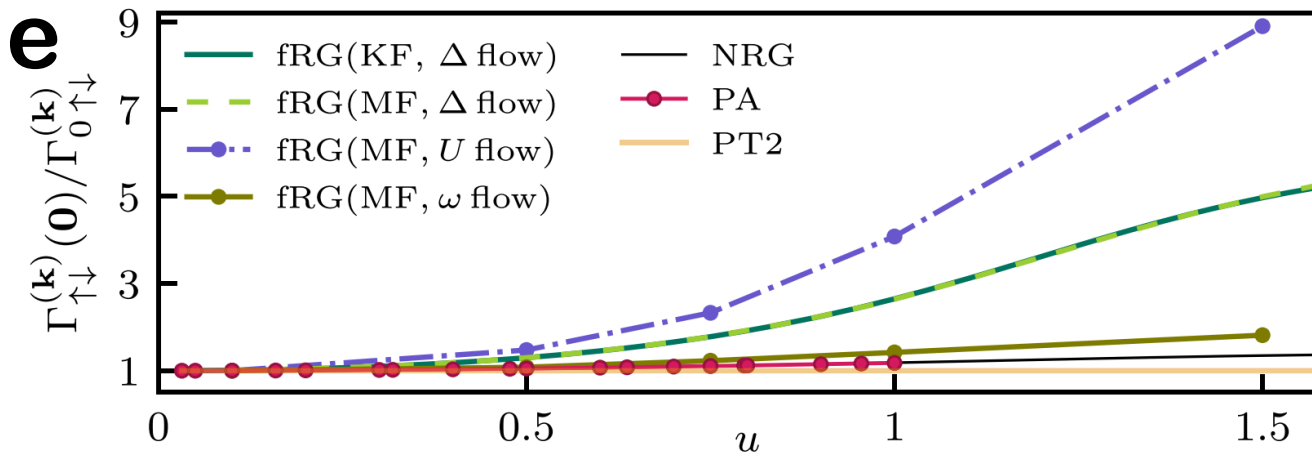 e
9
7
5
3
1
Γ↑↓^(k)(0)/Γ0↑↓^(k)
fRG(KF, Δ flow)
fRG(MF, Δ flow)
fRG(MF, U flow)
fRG(MF, ω flow)
NRG
PA
PT2
0
0.5
1
1.5
u